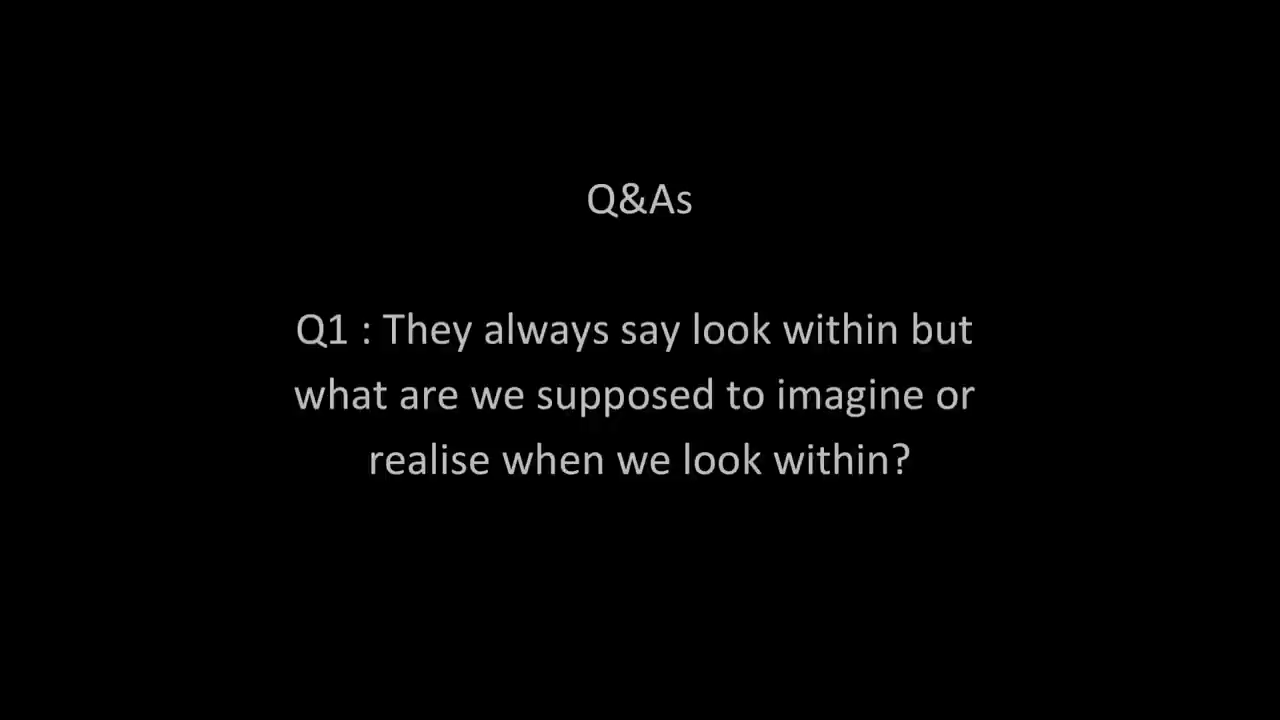 Q&As
Q1 : They always say look within but
what are we supposed to imagine or
realise when we look within?